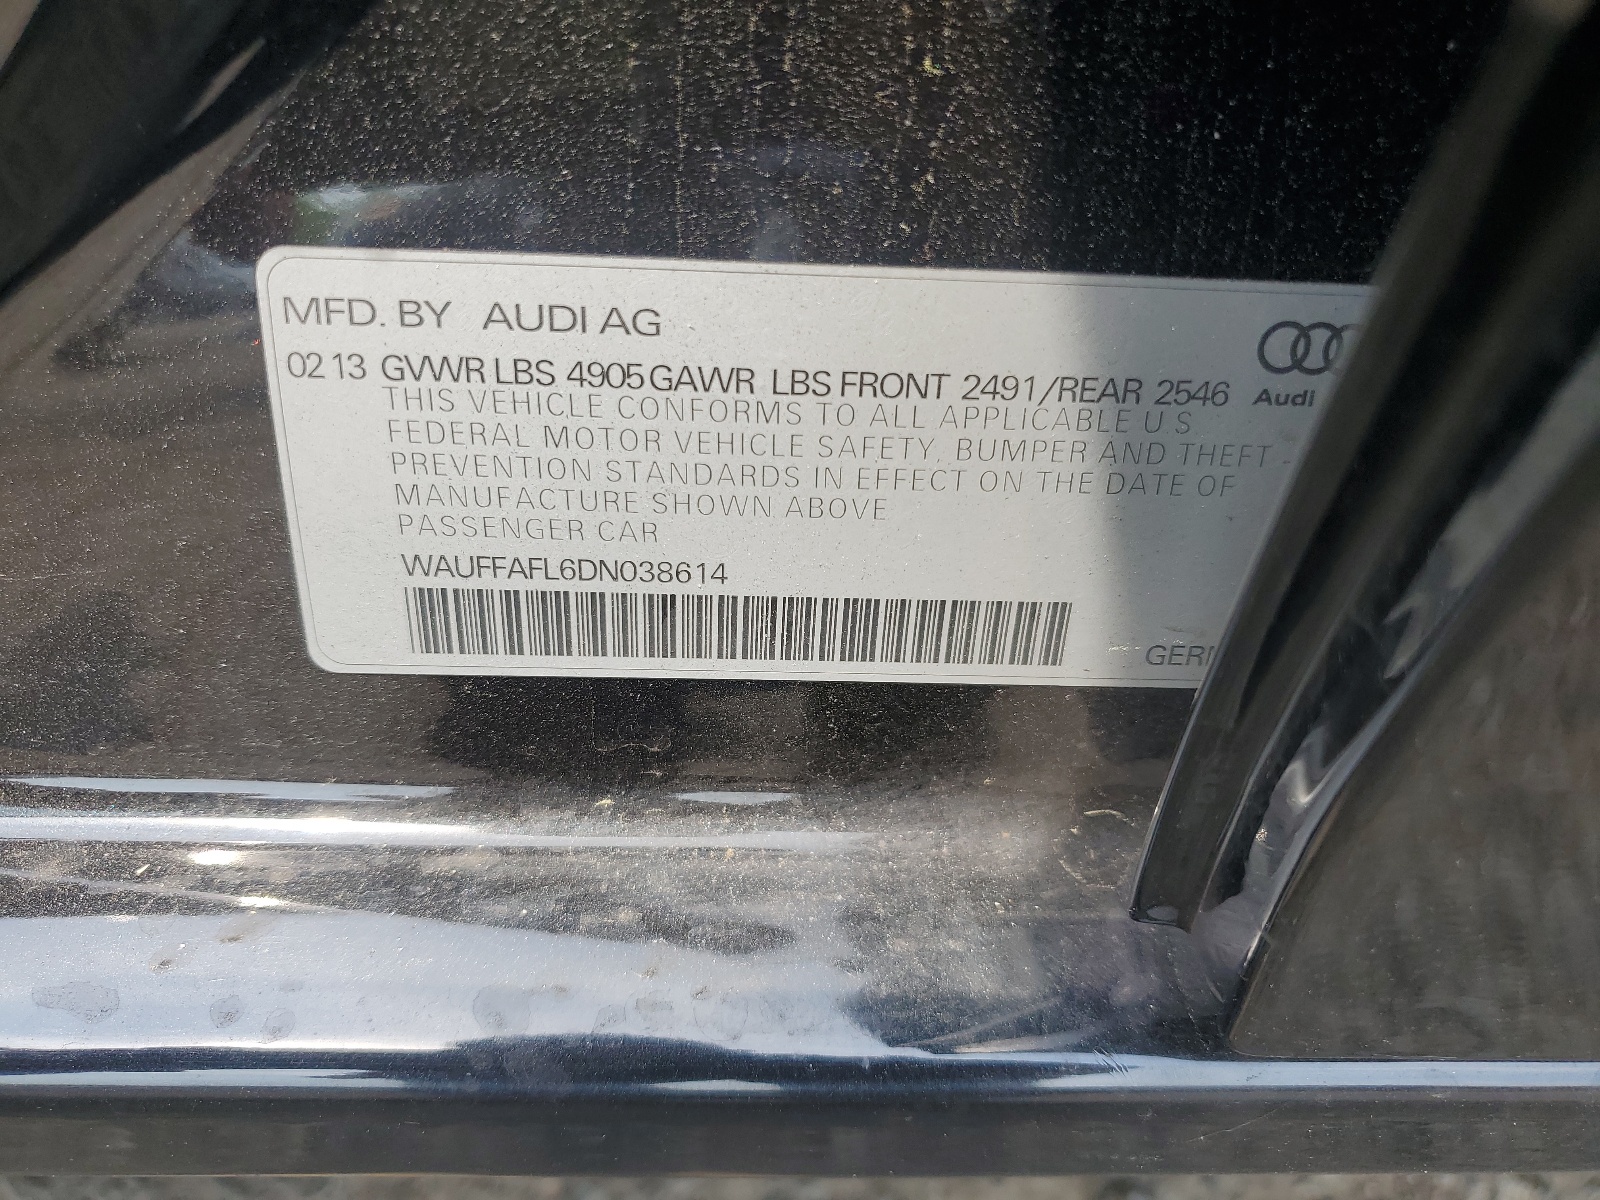 MFD. BY AUDI AG
02 13 GVWR LBS 4905 GAWR LBS FRONT 2491/REAR 2546
Audi
THIS VEHICLE CONFORMS TO ALL APPLICABLE U S
FEDERAL MOTOR VEHICLE SAFETY, BUMPER AND THEFT -
PREVENTION STANDARDS IN EFFECT ON THE DATE OF
MANUFACTURE SHOWN ABOVE
PASSENGER CAR
WAUFFAFL6DN038614